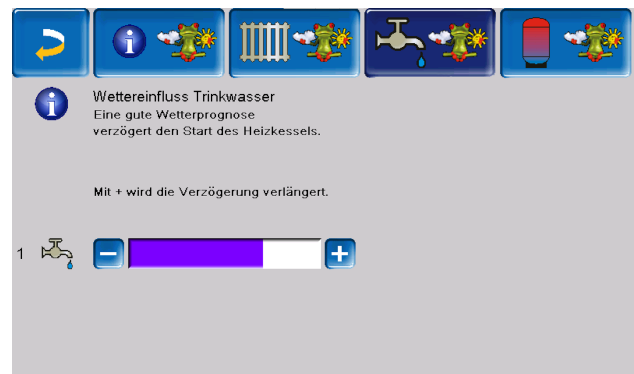 Wettereinfluss Trinkwasser
Eine gute Wetterprognose
verzögert den Start des Heizkessels.
Mit + wird die Verzögerung verlängert.
1